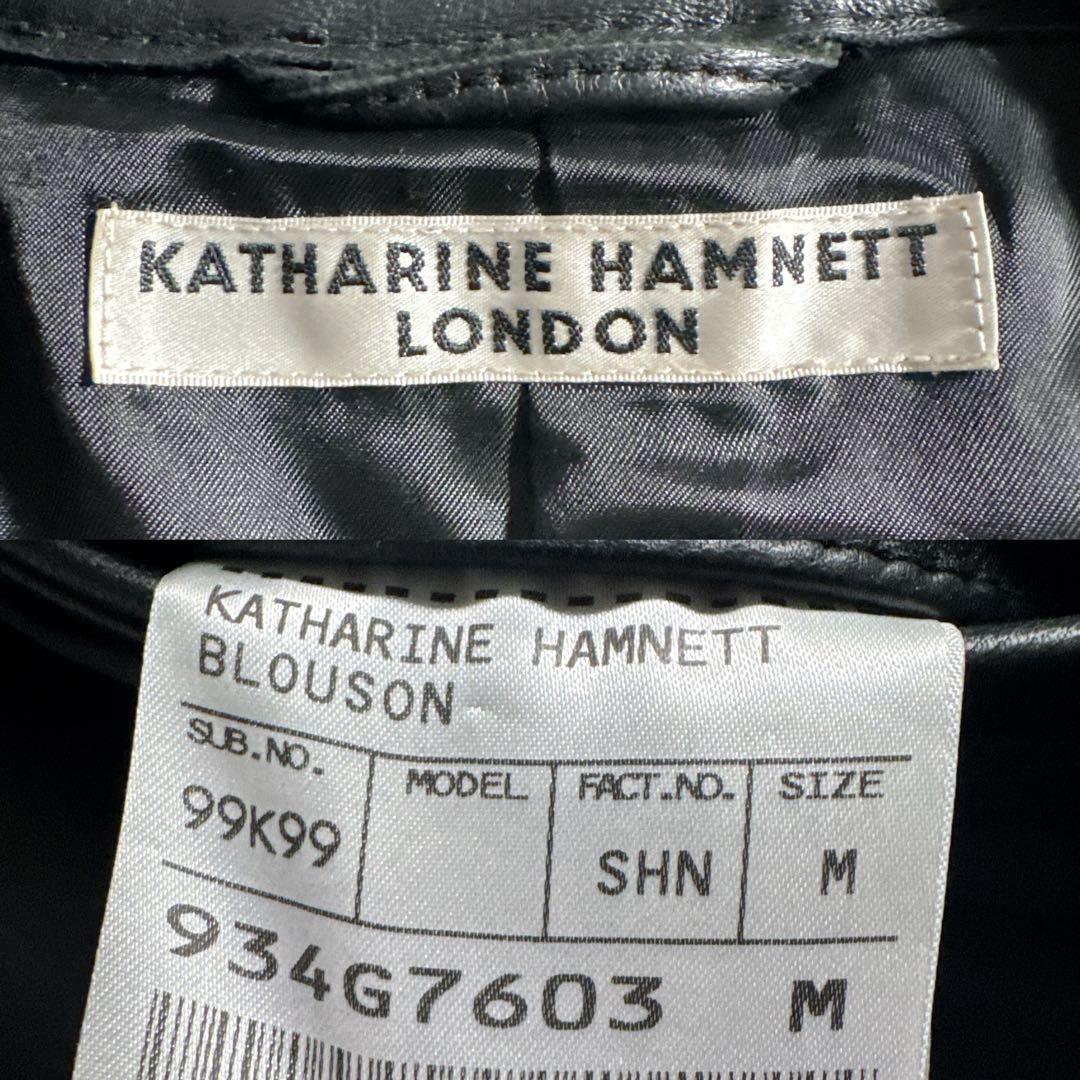 KATHARINE HAMNETT
LONDON
KATHARINE HAMNETT
BLOUSON
SUB.NO. MODEL FACT.NO. SIZE
99K99 SHN M
934G7603 M